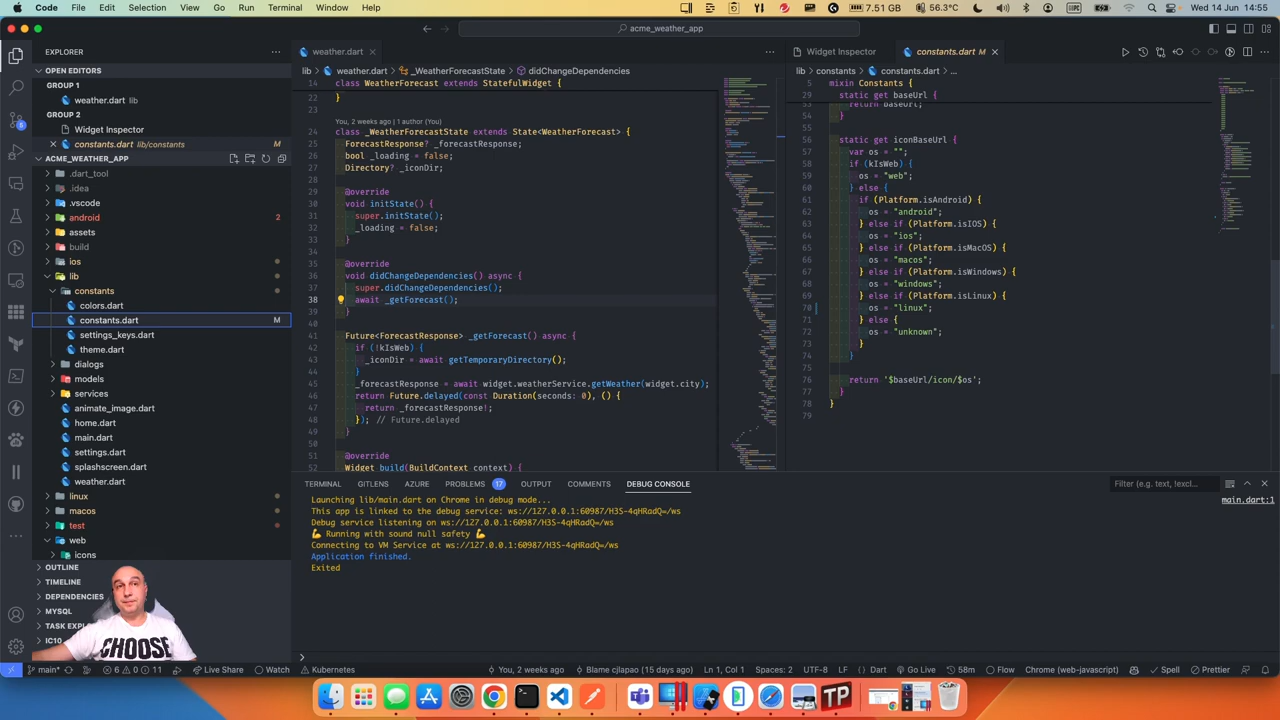 Code File Edit Selection View Go Run Terminal Window Help 7.51 GB 56.3°C Wed 14 Jun 14:55
acme_weather_app
EXPLORER
OPEN EDITORS
GROUP 1
weather.dart lib
GROUP 2
Widget Inspector
constants.dart lib/constants M
ACME_WEATHER_APP
.dart_tool
.idea
.vscode
android 2
assets
build
ios
lib
constants
colors.dart
constants.dart M
settings_keys.dart
theme.dart
dialogs
models
services
animate_image.dart
home.dart
main.dart
settings.dart
splashscreen.dart
weather.dart
linux
macos
test
web
icons
OUTLINE
TIMELINE
DEPENDENCIES
MYSQL
TASK EXPL
IC10
CHOOSE
weather.dart
lib > weather.dart > _WeatherForecastState > didChangeDependencies
14 class WeatherForecast extends StatefulWidget {
22 }
23
You, 2 weeks ago | 1 author (You)
24 class _WeatherForecastState extends State<WeatherForecast> {
25 ForecastResponse? _forecastResponse;
26 bool _loading = false;
27 Directory? _iconDir;
28
29 @override
30 void initState() {
31 super.initState();
32 _loading = false;
33 }
34
35 @override
36 void didChangeDependencies() async {
37 super.didChangeDependencies();
38 await _getForecast();
39 }
40
41 Future<ForecastResponse> _getForecast() async {
42 if (!kIsWeb) {
43 _iconDir = await getTemporaryDirectory();
44 }
45 _forecastResponse = await widget.weatherService.getWeather(widget.city);
46 return Future.delayed(const Duration(seconds: 0), () {
47 return _forecastResponse!;
48 }); // Future.delayed
49 }
50
51 @override
52 Widget build(BuildContext context) {
Widget Inspector constants.dart M
lib > constants > constants.dart > ...
5 mixin Constants {
29 static get baseUrl {
53 return baseUrl;
54 }
55
56 static get iconBaseUrl {
57 var os = "";
58 if (kIsWeb) {
59 os = "web";
60 } else {
61 if (Platform.isAndroid) {
62 os = "android";
63 } else if (Platform.isIOS) {
64 os = "ios";
65 } else if (Platform.isMacOS) {
66 os = "macos";
67 } else if (Platform.isWindows) {
68 os = "windows";
69 } else if (Platform.isLinux) {
70 os = "linux";
71 } else {
72 os = "unknown";
73 }
74 }
75
76 return '$baseUrl/icon/$os';
77 }
78 }
79
TERMINAL GITLENS AZURE PROBLEMS 17 OUTPUT COMMENTS DEBUG CONSOLE Filter (e.g. text, !excl...
main.dart:1
Launching lib/main.dart on Chrome in debug mode...
This app is linked to the debug service: ws://127.0.0.1:60987/H3S-4qHRadQ=/ws
Debug service listening on ws://127.0.0.1:60987/H3S-4qHRadQ=/ws
💪 Running with sound null safety 💪
Connecting to VM Service at ws://127.0.0.1:60987/H3S-4qHRadQ=/ws
Application finished.
Exited
main* 6 0 11 Live Share Watch Kubernetes You, 2 weeks ago Blame cjlapao (15 days ago) Ln 1, Col 1 Spaces: 2 UTF-8 LF {} Dart Go Live 58m Flow Chrome (web-javascript) Spell Prettier
TP